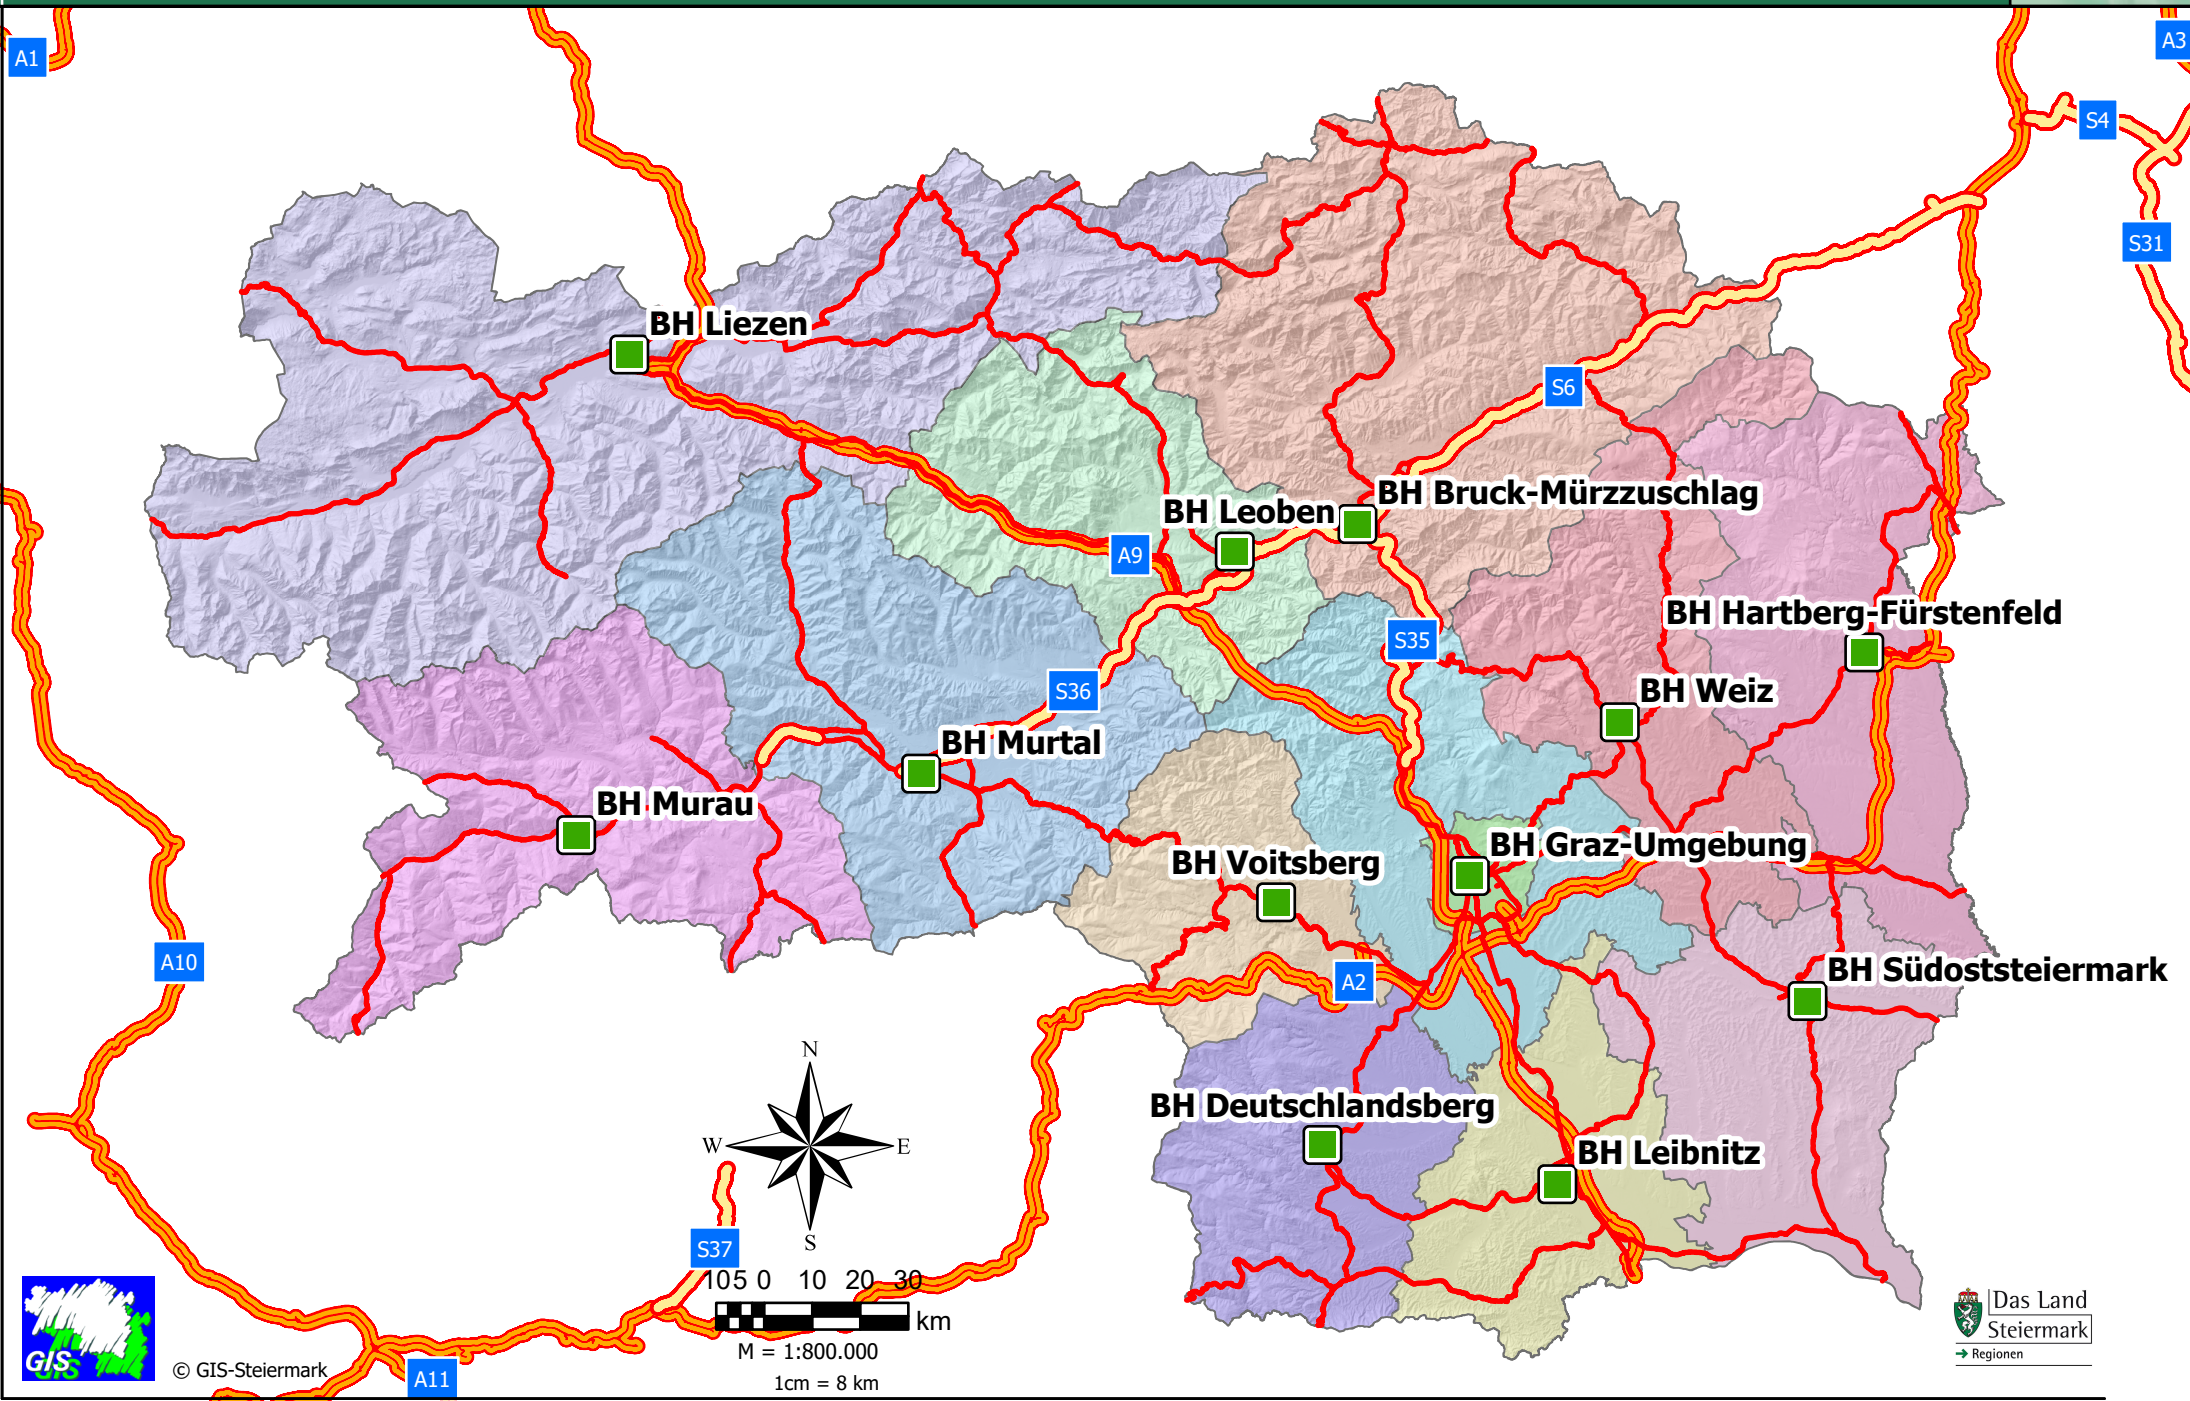 A1
A3
S4
S31
BH Liezen
S6
BH Bruck-Mürzzuschlag
BH Leoben
A9
BH Hartberg-Fürstenfeld
S35
S36
BH Weiz
BH Murtal
BH Murau
BH Graz-Umgebung
BH Voitsberg
A10
A2
BH Südoststeiermark
N
W
E
S
BH Deutschlandsberg
BH Leibnitz
S37
10 5 0 10 20 30
km
M = 1:800.000
1cm = 8 km
GIS
GIS
© GIS-Steiermark
A11
Das Land
Steiermark
→ Regionen